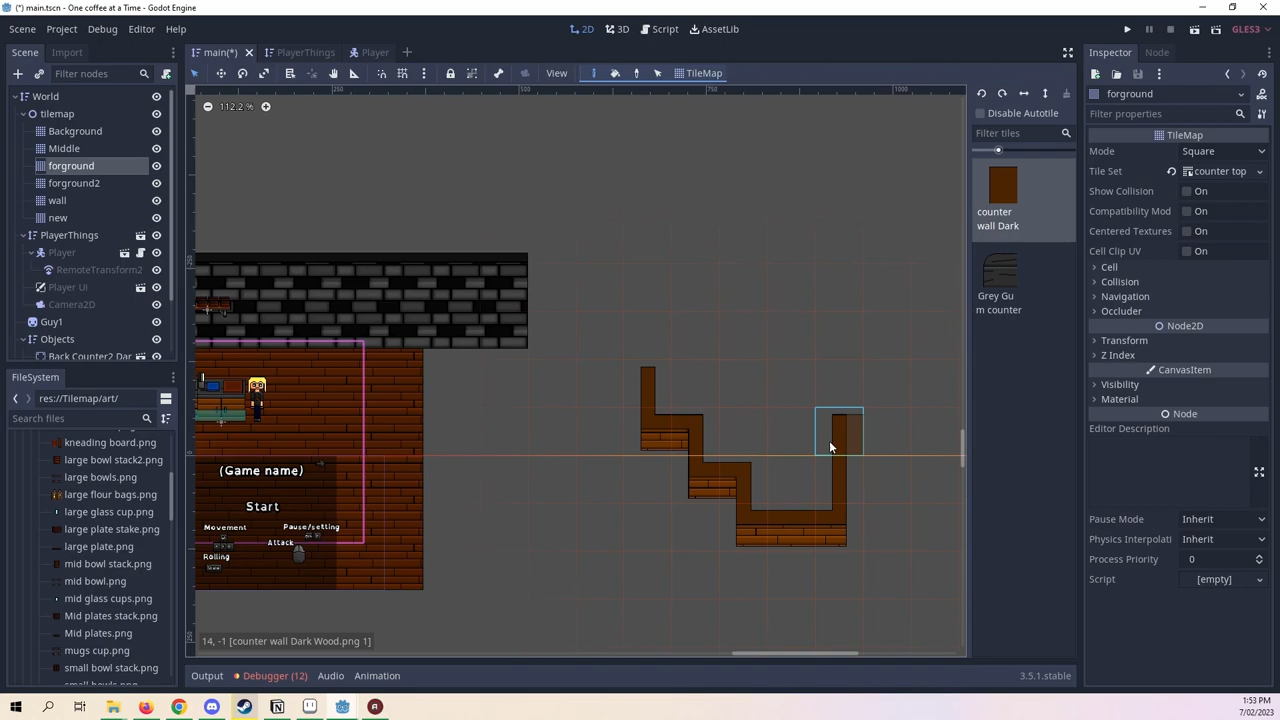 (*) main.tscn - One coffee at a Time - Godot Engine
Scene Project Debug Editor Help
2D 3D Script AssetLib
GLES3
Scene Import
main(*) PlayerThings Player
Inspector Node
Filter nodes
View TileMap
forground
Filter properties
World
tilemap
Background
Middle
forground
forground2
wall
new
PlayerThings
Player
RemoteTransform2
Player Ui
Camera2D
Guy1
Objects
Back Counter2 Dar
FileSystem
res://Tilemap/art/
Search files
kneading board.png
large bowl stack2.png
large bowls.png
large flour bags.png
large glass cup.png
large plate stake.png
large plate.png
mid bowl stack.png
mid bowl.png
mid glass cups.png
Mid plates stack.png
Mid plates.png
mugs cup.png
small bowl stack.png
250 500 750 1000
112.2 %
(Game name)
Start
Movement Pause/setting
Attack
Rolling
14, -1 [counter wall Dark Wood.png 1]
Output Debugger (12) Audio Animation
3.5.1.stable
Disable Autotile
Filter tiles
counter
wall Dark
Grey Gu
m counter
TileMap
Mode Square
Tile Set counter top
Show Collision On
Compatibility Mod On
Centered Textures On
Cell Clip UV On
Cell
Collision
Navigation
Occluder
Node2D
Transform
Z Index
CanvasItem
Visibility
Material
Node
Editor Description
Pause Mode Inherit
Physics Interpolati Inherit
Process Priority 0
Script [empty]
1:53 PM
7/02/2023